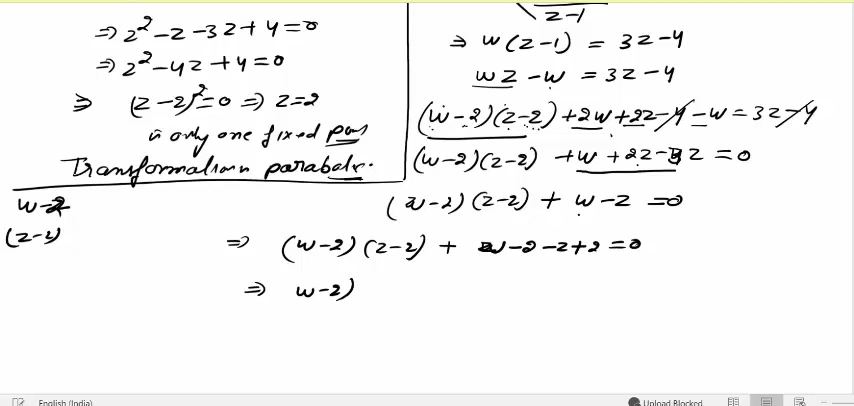 ⇒ z² - z - 3z + 4 = 0
⇒ z² - 4z + 4 = 0
⇒ (z-2)² = 0 ⇒ z = 2
is only one fixed
Transformation parabolic.
w-2
(z-2)
z-1
⇒ w(z-1) = 3z-4
wz - w = 3z-4
(w-2)(z-2) + 2w + 2z - 4 - w = 3z - 4
(w-2)(z-2) + w + 2z - 3z = 0
(w-2)(z-2) + w - z = 0
⇒ (w-2)(z-2) + w-2-z+2 = 0
⇒ w-2)
English (India)
Upload Blocked